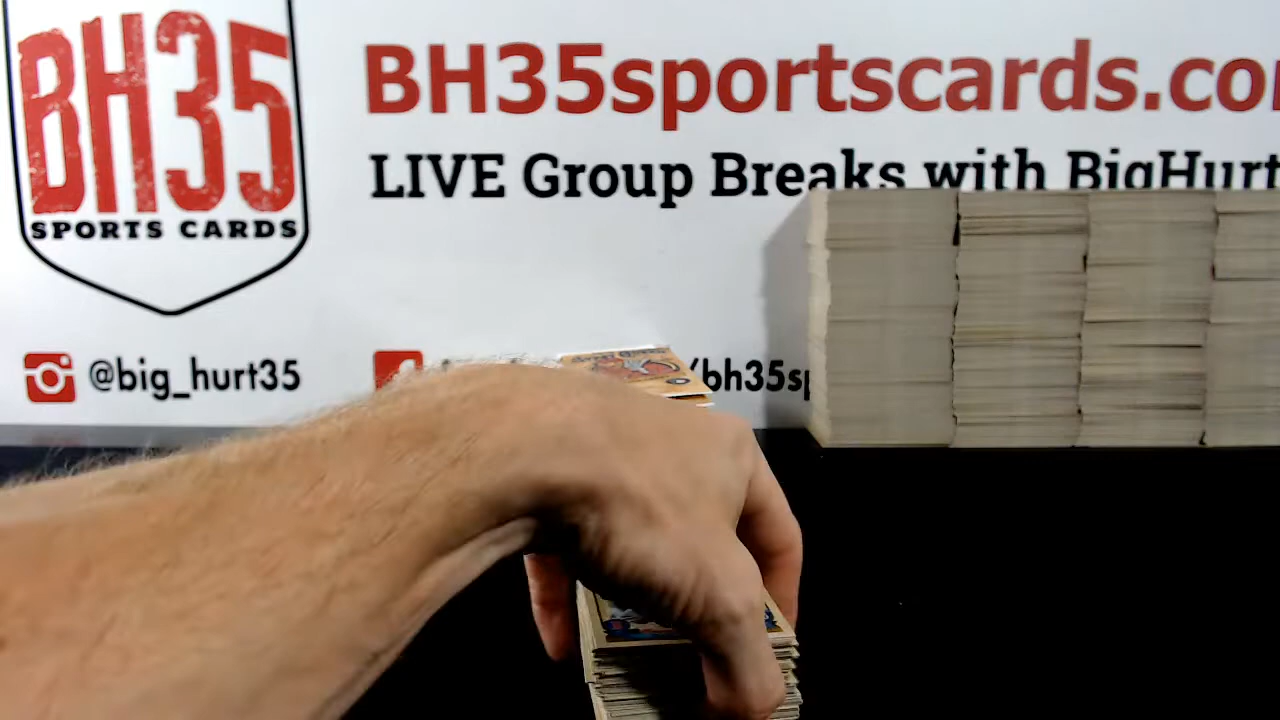 BH35
SPORTS CARDS
BH35sportscards.co
LIVE Group Breaks with BigHurt
@big_hurt35
/bh35sp